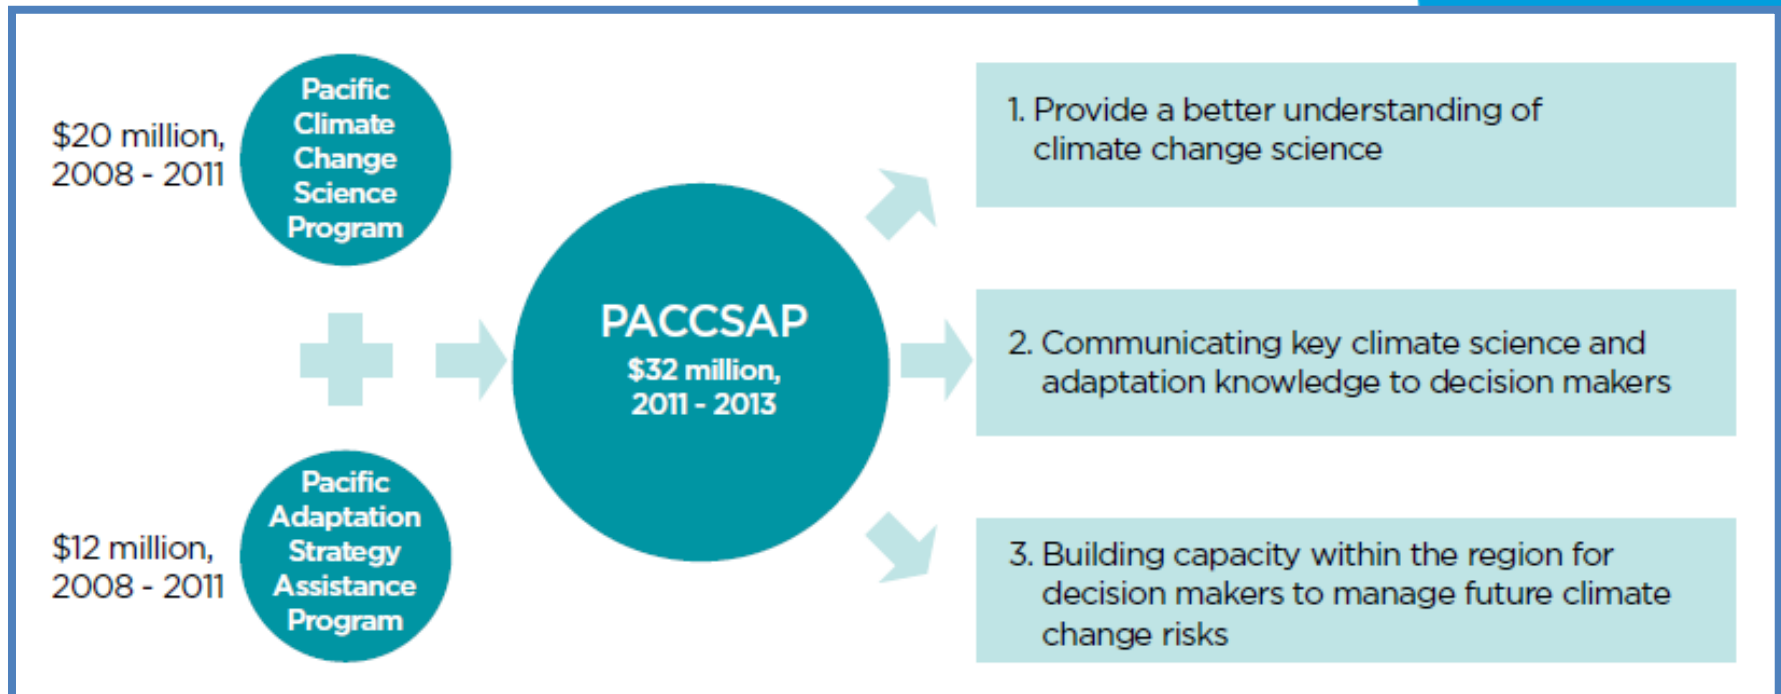 $20 million,
2008 - 2011
Pacific
Climate
Change
Science
Program
$12 million,
2008 - 2011
Pacific
Adaptation
Strategy
Assistance
Program
PACCSAP
$32 million,
2011 - 2013
1. Provide a better understanding of
climate change science
2. Communicating key climate science and
adaptation knowledge to decision makers
3. Building capacity within the region for
decision makers to manage future climate
change risks